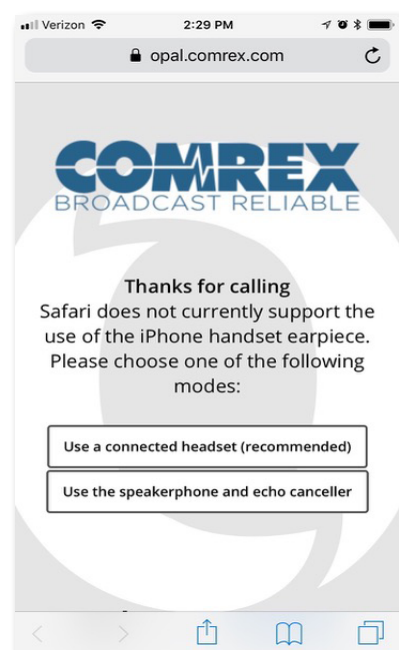 Verizon 2:29 PM
opal.comrex.com
COMREX
BROADCAST RELIABLE
Thanks for calling
Safari does not currently support the
use of the iPhone handset earpiece.
Please choose one of the following
modes:
Use a connected headset (recommended)
Use the speakerphone and echo canceller